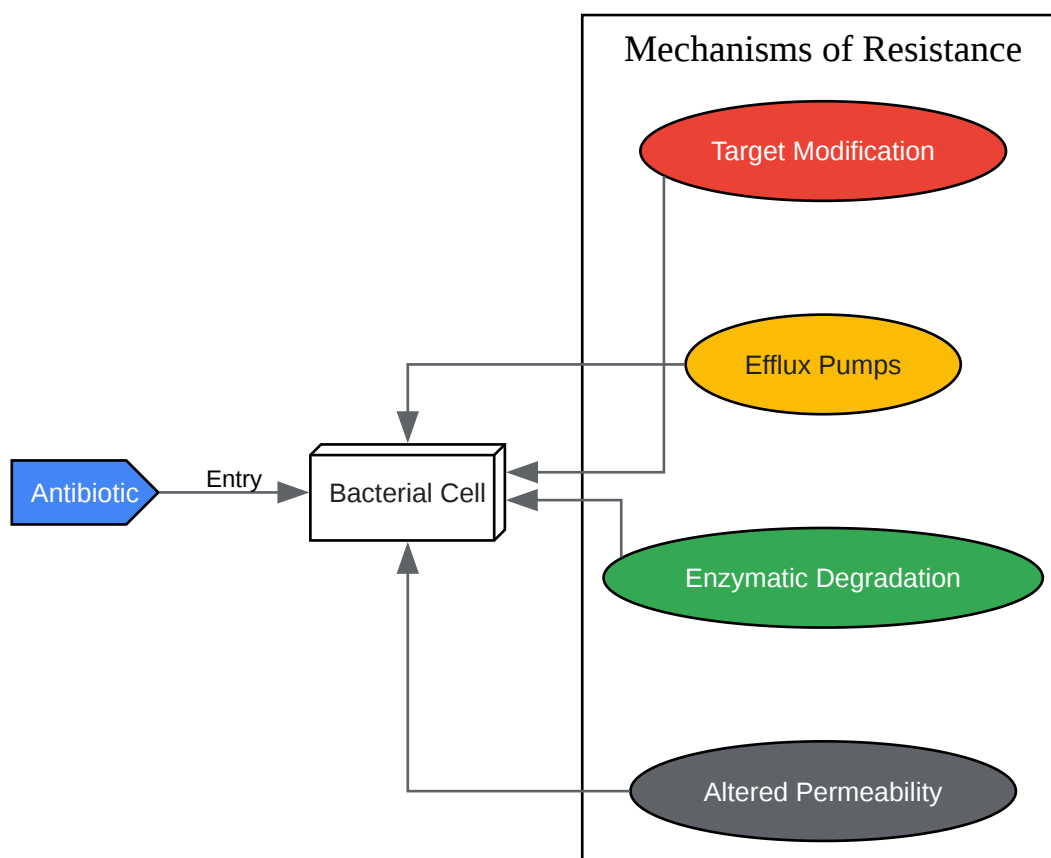 Mechanisms of Resistance
Target Modification
Efflux Pumps
Antibiotic
Entry
Bacterial Cell
Enzymatic Degradation
Altered Permeability